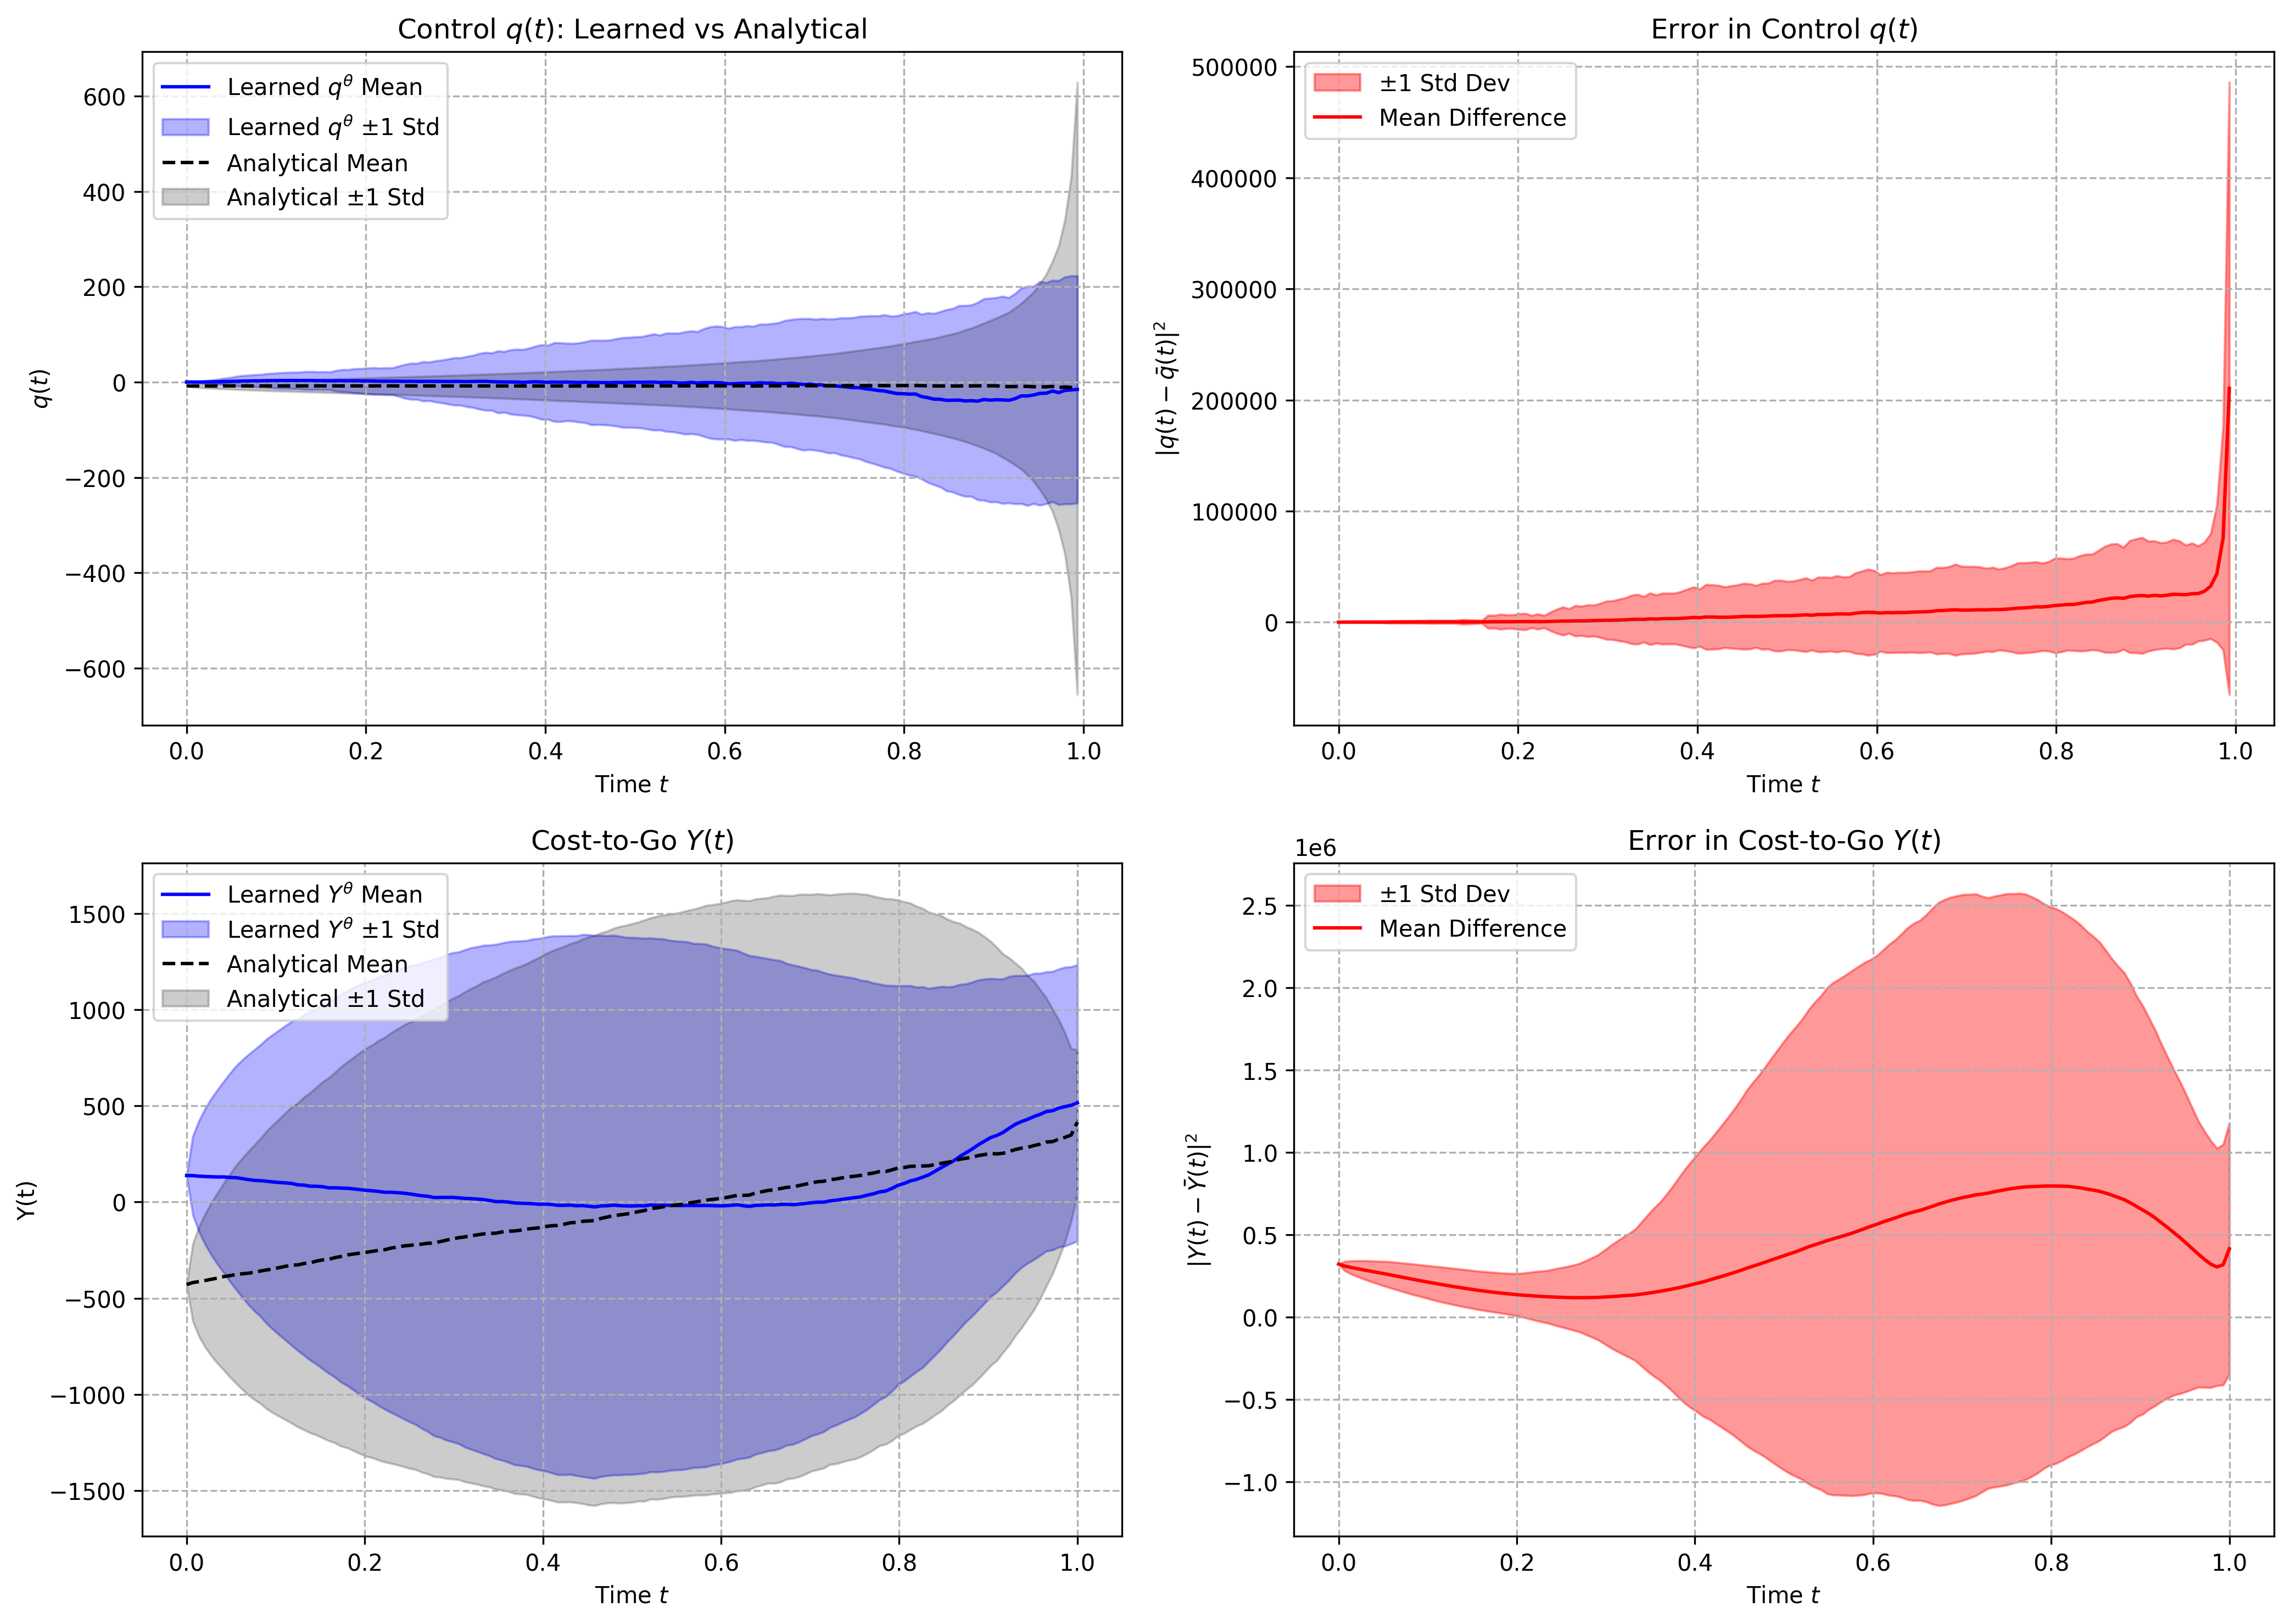 Control q(t): Learned vs Analytical
Learned q^θ Mean
Learned q^θ ±1 Std
Analytical Mean
Analytical ±1 Std
600
400
200
0
−200
−400
−600
q(t)
0.0 0.2 0.4 0.6 0.8 1.0
Time t
Error in Control q(t)
±1 Std Dev
Mean Difference
500000
400000
300000
200000
100000
0
|q(t) − q̄(t)|²
0.0 0.2 0.4 0.6 0.8 1.0
Time t
Cost-to-Go Y(t)
Learned Y^θ Mean
Learned Y^θ ±1 Std
Analytical Mean
Analytical ±1 Std
1500
1000
500
0
−500
−1000
−1500
Y(t)
0.0 0.2 0.4 0.6 0.8 1.0
Time t
Error in Cost-to-Go Y(t)
1e6
±1 Std Dev
Mean Difference
2.5
2.0
1.5
1.0
0.5
0.0
−0.5
−1.0
|Y(t) − Ȳ(t)|²
0.0 0.2 0.4 0.6 0.8 1.0
Time t